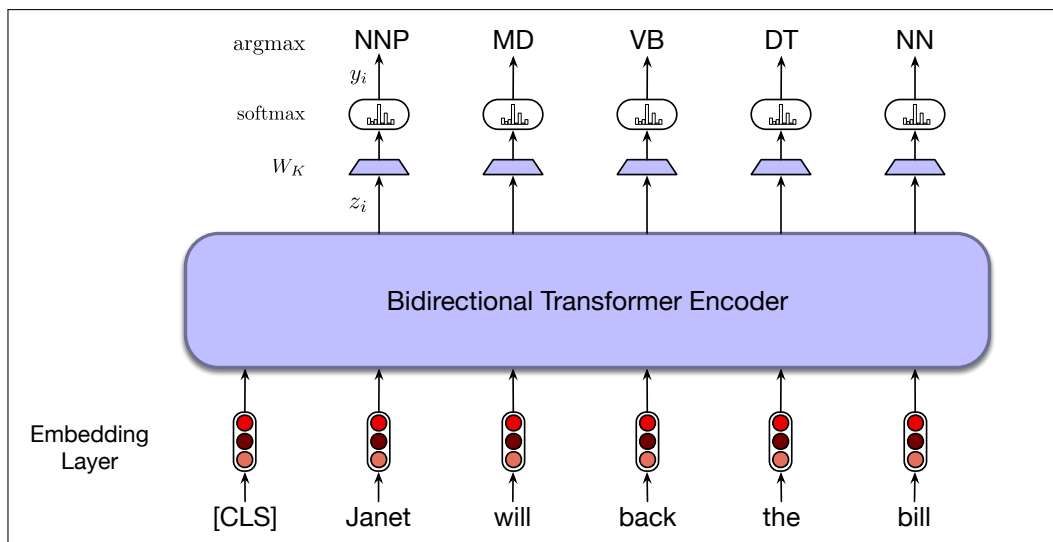 argmax NNP MD VB DT NN
y_i
softmax
W_K
z_i
Bidirectional Transformer Encoder
Embedding
Layer
[CLS] Janet will back the bill